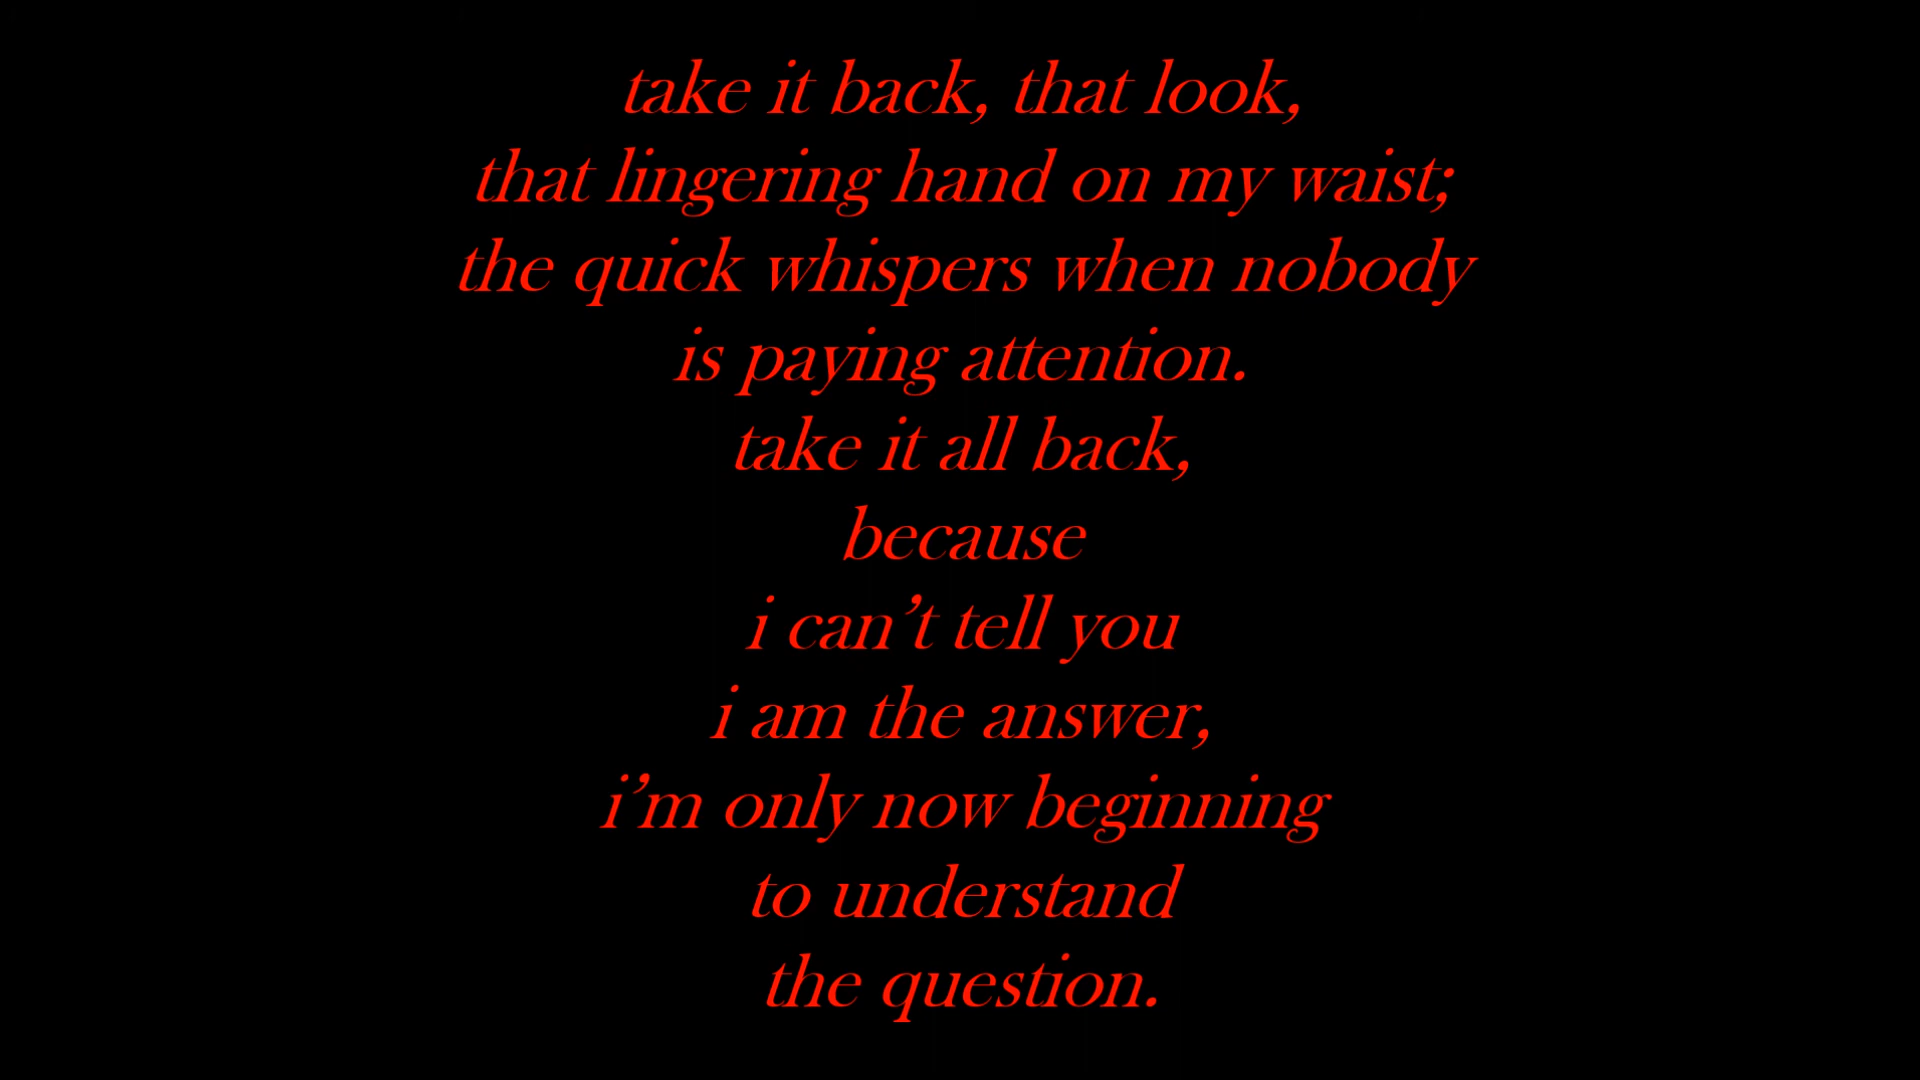 take it back, that look,
that lingering hand on my waist;
the quick whispers when nobody
is paying attention.
take it all back,
because
i can’t tell you
i am the answer,
i’m only now beginning
to understand
the question.